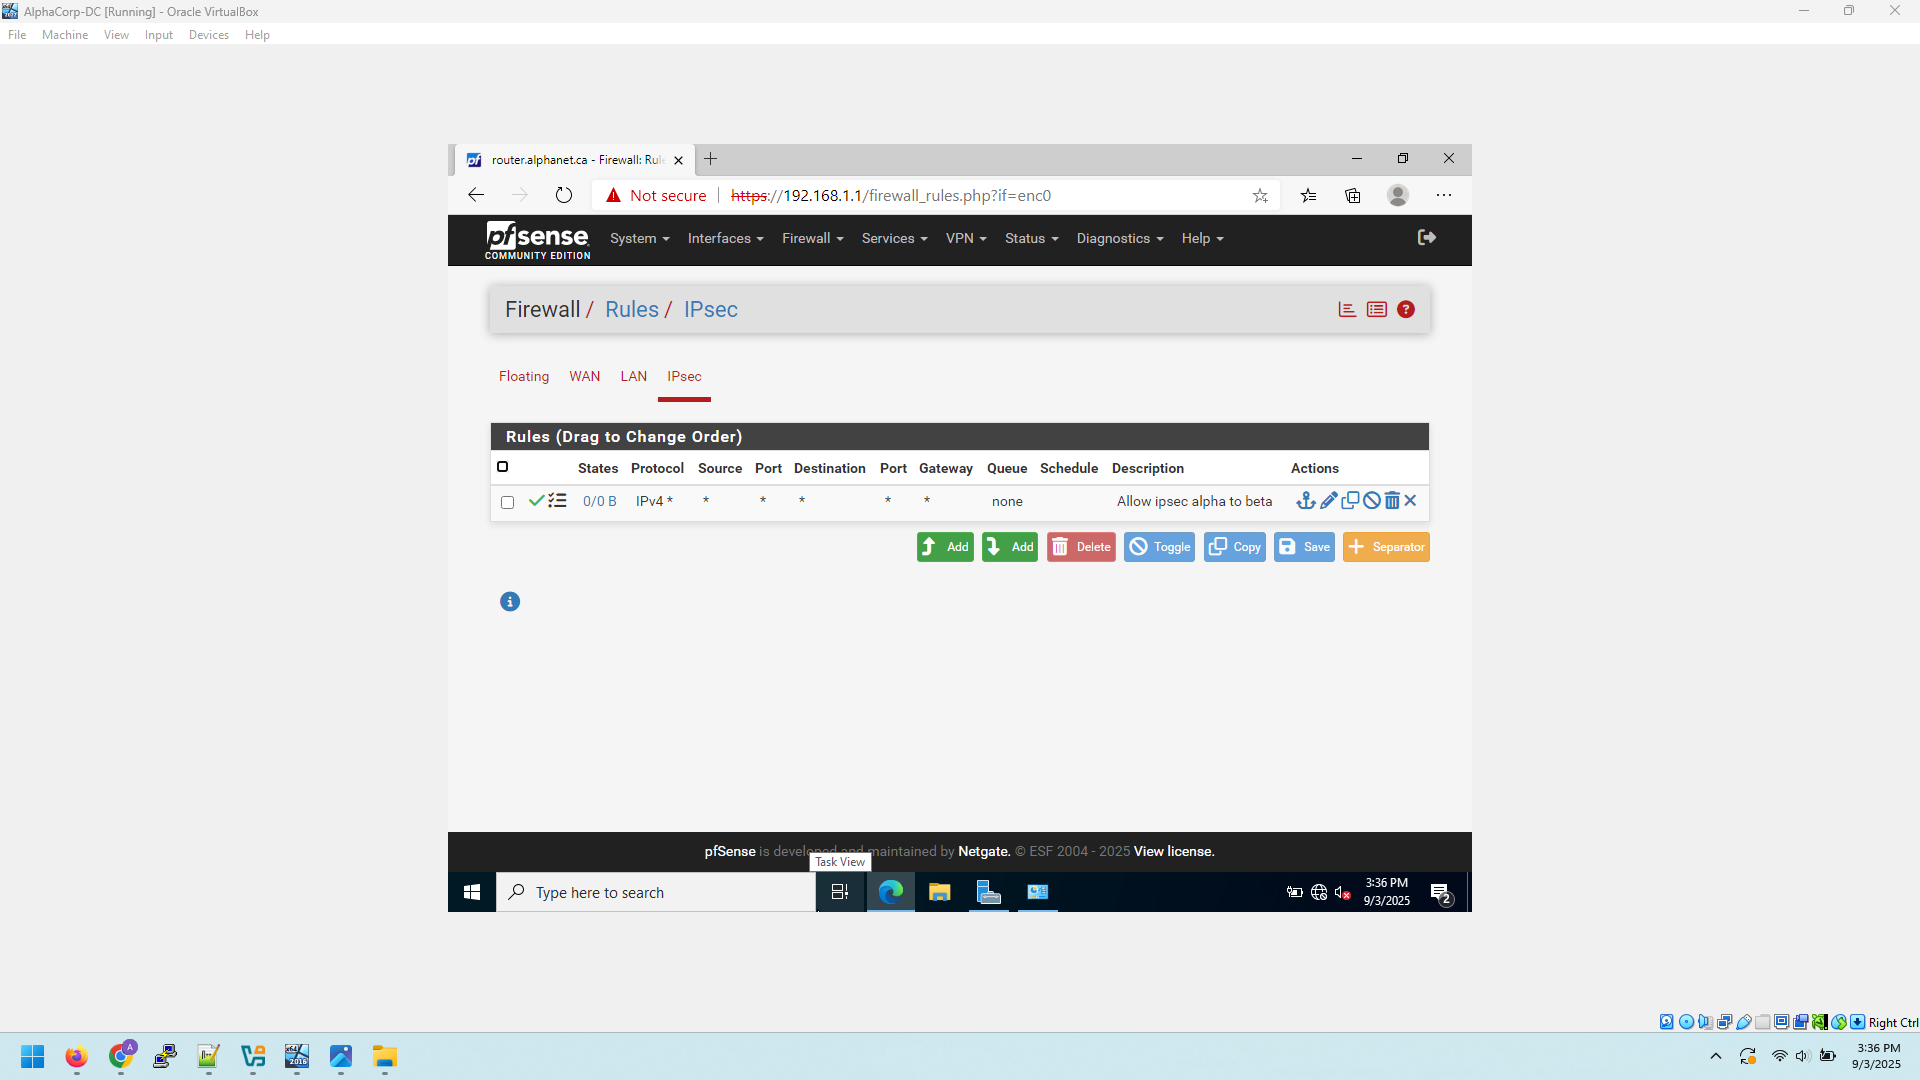 AlphaCorp-DC [Running] - Oracle VirtualBox
File Machine View Input Devices Help
router.alphanet.ca - Firewall: Rul
Not secure https://192.168.1.1/firewall_rules.php?if=enc0
pfsense COMMUNITY EDITION
System Interfaces Firewall Services VPN Status Diagnostics Help
Firewall / Rules / IPsec
Floating WAN LAN IPsec
Rules (Drag to Change Order)
States Protocol Source Port Destination Port Gateway Queue Schedule Description Actions
0/0 B IPv4 * * * * * * none Allow ipsec alpha to beta
Add Add Delete Toggle Copy Save Separator
pfSense is developed and maintained by Netgate. © ESF 2004 - 2025 View license.
Task View
Type here to search
3:36 PM
9/3/2025
2
Right Ctrl
3:36 PM
9/3/2025